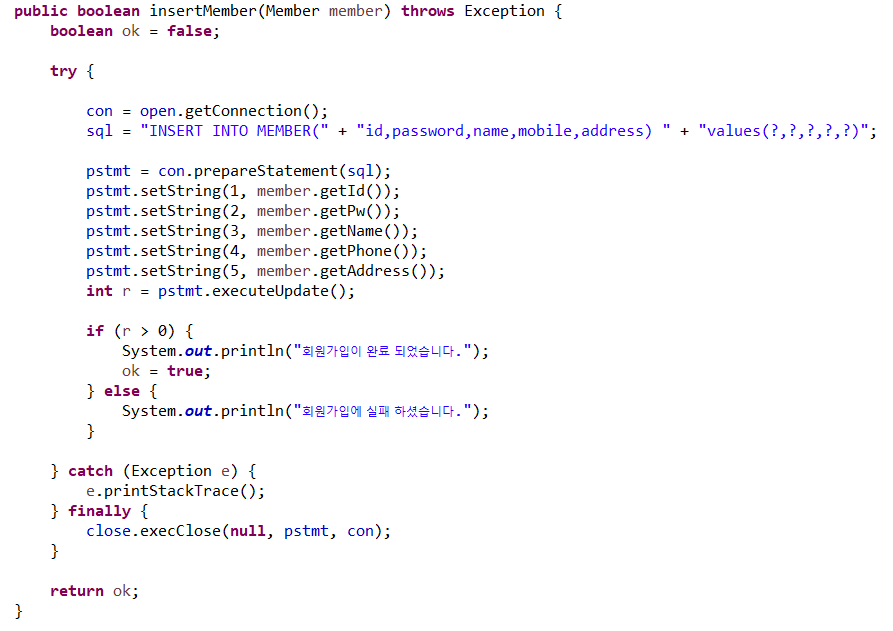 public boolean insertMember(Member member) throws Exception {
boolean ok = false;
try {
con = open.getConnection();
sql = "INSERT INTO MEMBER(" + "id,password,name,mobile,address) " + "values(?,?,?,?,?)";
pstmt = con.prepareStatement(sql);
pstmt.setString(1, member.getId());
pstmt.setString(2, member.getPw());
pstmt.setString(3, member.getName());
pstmt.setString(4, member.getPhone());
pstmt.setString(5, member.getAddress());
int r = pstmt.executeUpdate();
if (r > 0) {
System.out.println("회원가입이 완료 되었습니다.");
ok = true;
} else {
System.out.println("회원가입에 실패 하셨습니다.");
}
} catch (Exception e) {
e.printStackTrace();
} finally {
close.execClose(null, pstmt, con);
}
return ok;
}